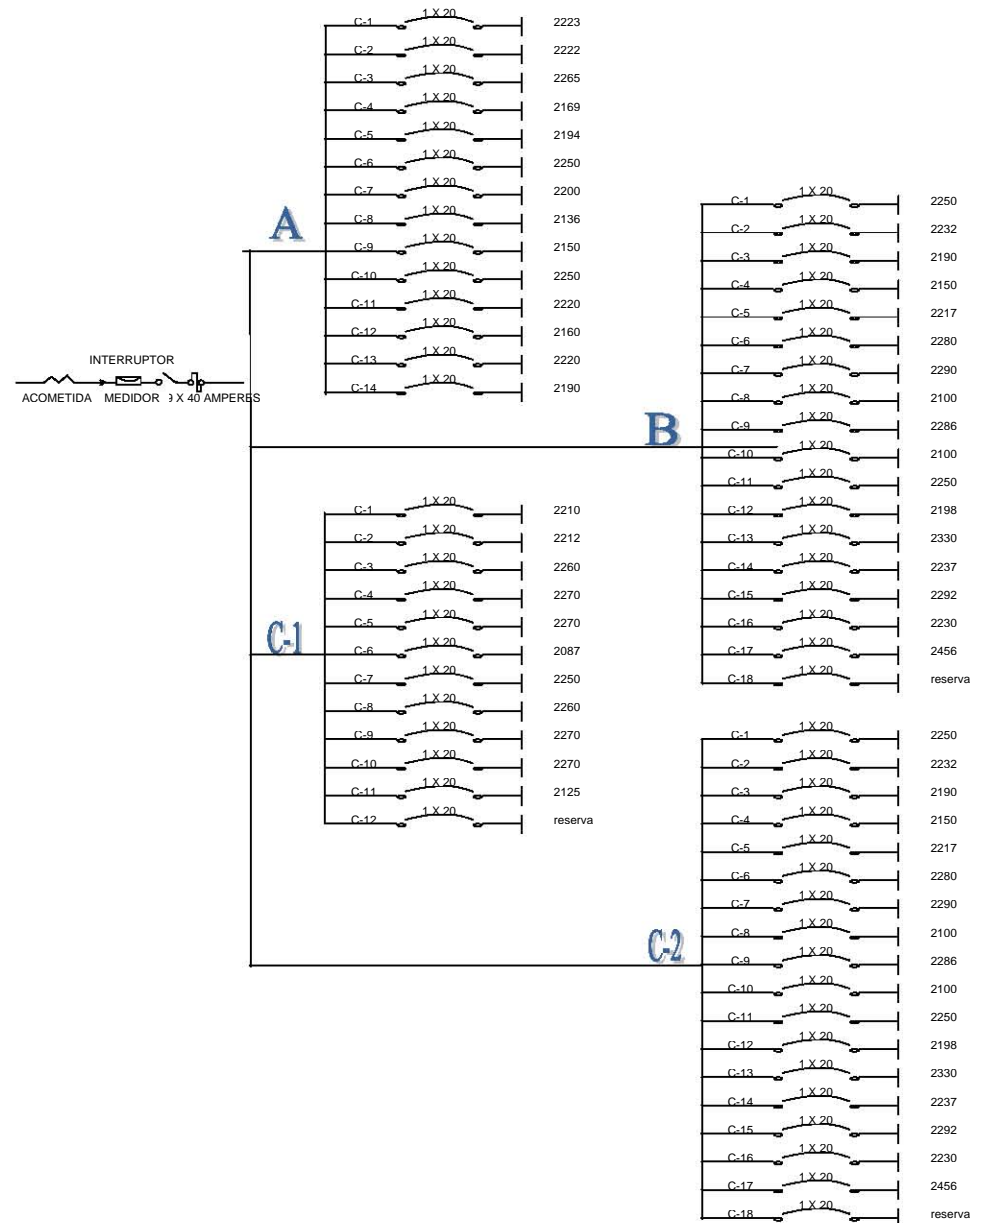 A
C-1 1 X 20 2223
C-2 1 X 20 2222
C-3 1 X 20 2265
C-4 1 X 20 2169
C-5 1 X 20 2194
C-6 1 X 20 2250
C-7 1 X 20 2200
C-8 1 X 20 2136
C-9 1 X 20 2150
C-10 1 X 20 2250
C-11 1 X 20 2220
C-12 1 X 20 2160
C-13 1 X 20 2220
C-14 1 X 20 2190
INTERRUPTOR
ACOMETIDA MEDIDOR 9 X 40 AMPERES
B
C-1 1 X 20 2250
C-2 1 X 20 2232
C-3 1 X 20 2190
C-4 1 X 20 2150
C-5 1 X 20 2217
C-6 1 X 20 2280
C-7 1 X 20 2290
C-8 1 X 20 2100
C-9 1 X 20 2286
C-10 1 X 20 2100
C-11 1 X 20 2250
C-12 1 X 20 2198
C-13 1 X 20 2330
C-14 1 X 20 2237
C-15 1 X 20 2292
C-16 1 X 20 2230
C-17 1 X 20 2456
C-18 1 X 20 reserva
C-1
C-1 1 X 20 2210
C-2 1 X 20 2212
C-3 1 X 20 2260
C-4 1 X 20 2270
C-5 1 X 20 2270
C-6 1 X 20 2087
C-7 1 X 20 2250
C-8 1 X 20 2260
C-9 1 X 20 2270
C-10 1 X 20 2270
C-11 1 X 20 2125
C-12 1 X 20 reserva
C-2
C-1 1 X 20 2250
C-2 1 X 20 2232
C-3 1 X 20 2190
C-4 1 X 20 2150
C-5 1 X 20 2217
C-6 1 X 20 2280
C-7 1 X 20 2290
C-8 1 X 20 2100
C-9 1 X 20 2286
C-10 1 X 20 2100
C-11 1 X 20 2250
C-12 1 X 20 2198
C-13 1 X 20 2330
C-14 1 X 20 2237
C-15 1 X 20 2292
C-16 1 X 20 2230
C-17 1 X 20 2456
C-18 1 X 20 reserva